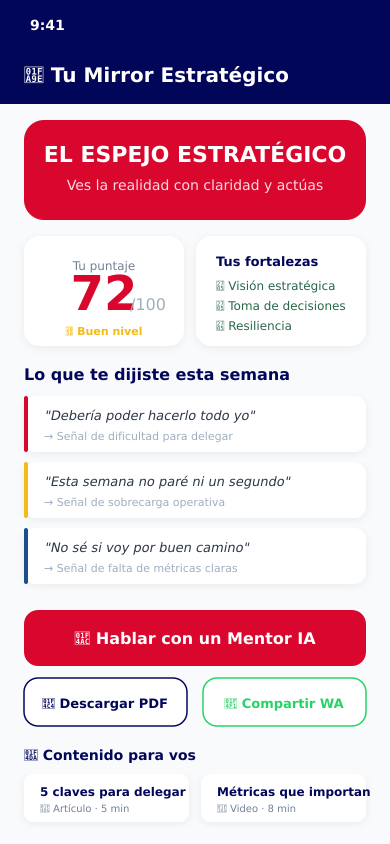 9:41
Tu Mirror Estratégico
EL ESPEJO ESTRATÉGICO
Ves la realidad con claridad y actúas
Tu puntaje
72/100
Buen nivel
Tus fortalezas
Visión estratégica
Toma de decisiones
Resiliencia
Lo que te dijiste esta semana
"Debería poder hacerlo todo yo"
→ Señal de dificultad para delegar
"Esta semana no paré ni un segundo"
→ Señal de sobrecarga operativa
"No sé si voy por buen camino"
→ Señal de falta de métricas claras
Hablar con un Mentor IA
Descargar PDF
Compartir WA
Contenido para vos
5 claves para delegar
Artículo · 5 min
Métricas que importan
Video · 8 min